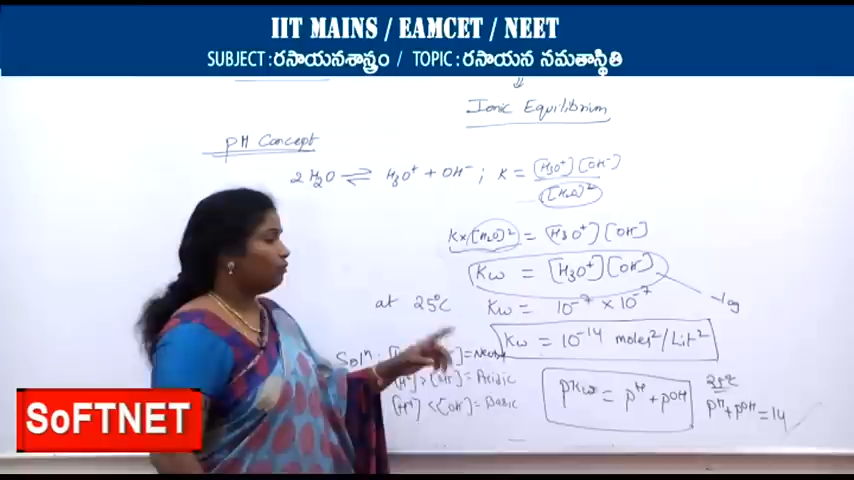 IIT MAINS / EAMCET / NEET
SUBJECT : రసాయనశాస్త్రం / TOPIC : రసాయన సమతాస్థితి
Ionic Equilibrium
pH Concept
2H₂O ⇌ H₃O⁺ + OH⁻ ; K = [H₃O⁺][OH⁻] / [H₂O]²
K×[H₂O]² = [H₃O⁺][OH⁻]
Kw = [H₃O⁺][OH⁻]
-log
at 25°C Kw = 10⁻⁷ × 10⁻⁷
Kw = 10⁻¹⁴ moles²/Lit²
Solⁿ :
= Acidic
[H⁺] < [OH⁻] = Basic
pKw = pH + pOH
25°C
pH + pOH = 14
SoFTNET